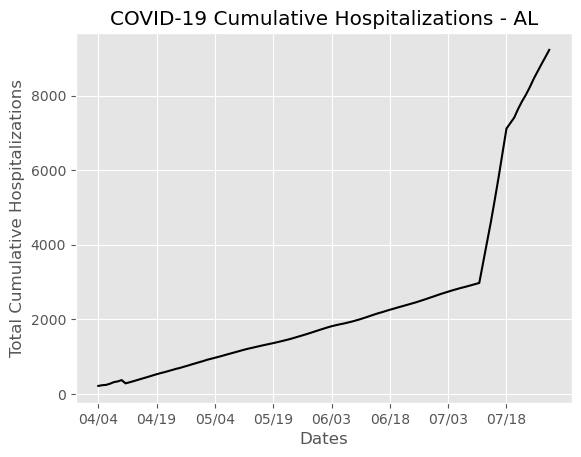 COVID-19 Cumulative Hospitalizations - AL
Total Cumulative Hospitalizations
8000
6000
4000
2000
0
04/04 04/19 05/04 05/19 06/03 06/18 07/03 07/18
Dates